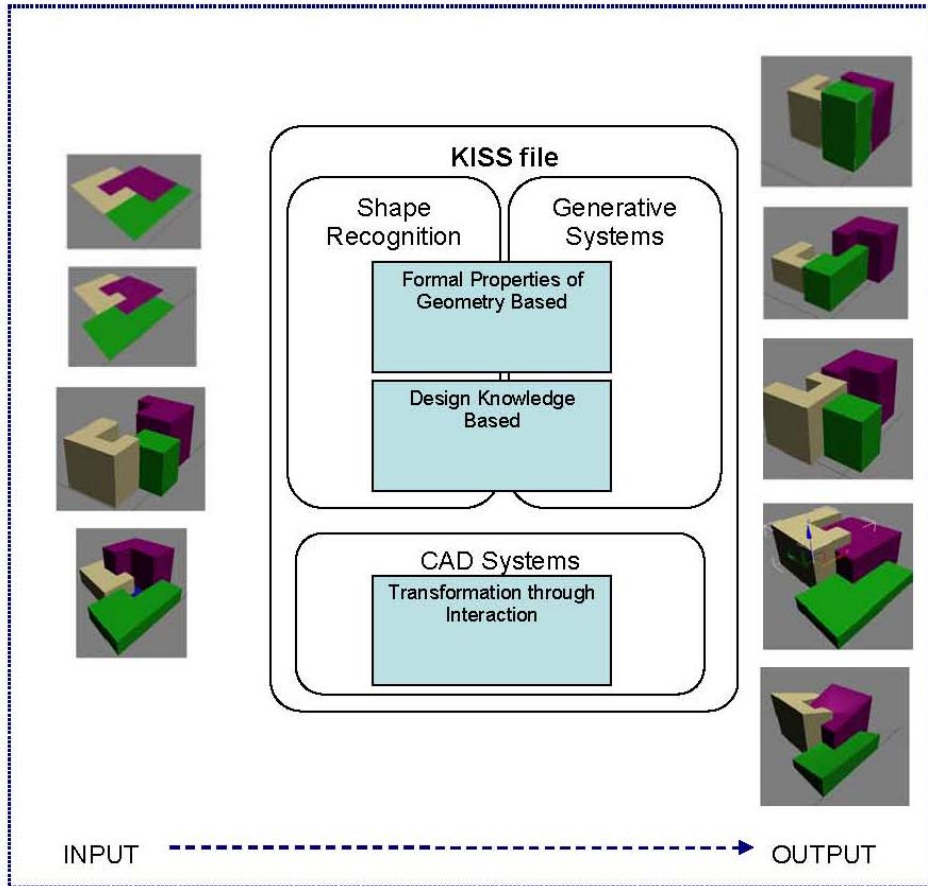 KISS file
Shape
Recognition
Generative
Systems
Formal Properties of
Geometry Based
Design Knowledge
Based
CAD Systems
Transformation through
Interaction
INPUT
OUTPUT